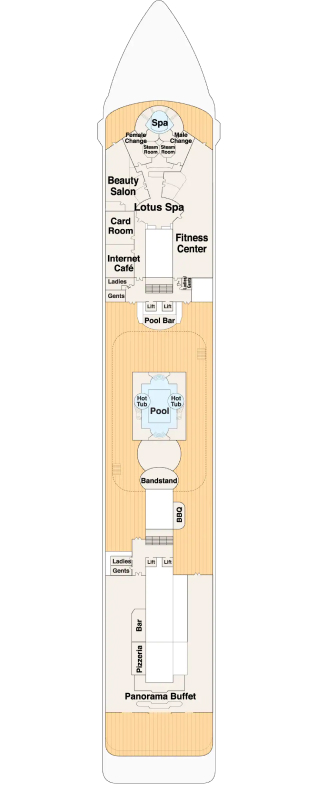 Spa
Female
Change
Male
Change
Steam
Room
Steam
Room
Beauty
Salon
Lotus Spa
Card
Room
Fitness
Center
Internet
Café
Ladies
Gents
Ladies
Gents
Lift
Lift
Pool Bar
Hot
Tub
Hot
Tub
Pool
Bandstand
BBQ
Ladies
Gents
Lift
Lift
Bar
Pizzeria
Panorama Buffet